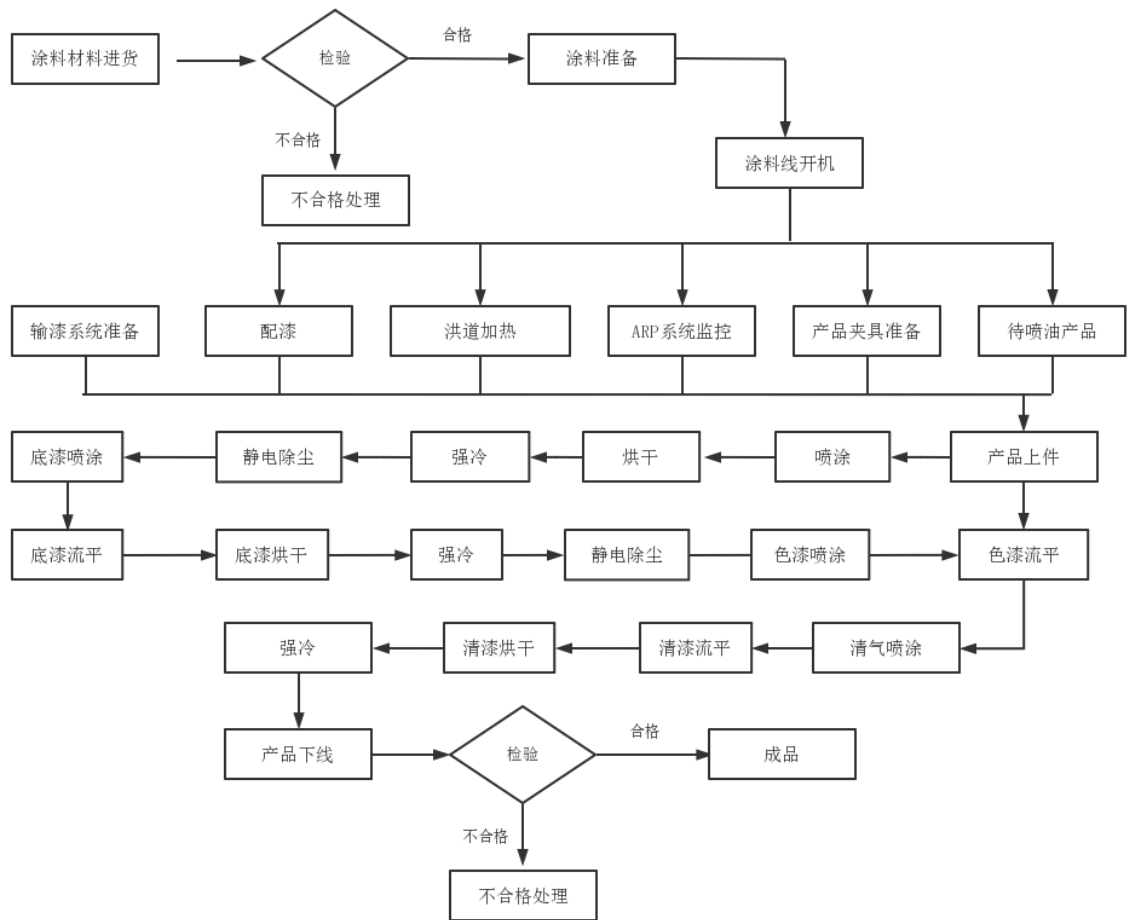 涂料材料进货
检验
合格
涂料准备
不合格
不合格处理
涂料线开机
输漆系统准备
配漆
洪道加热
ARP系统监控
产品夹具准备
待喷油产品
底漆喷涂
静电除尘
强冷
烘干
喷涂
产品上件
底漆流平
底漆烘干
强冷
静电除尘
色漆喷涂
色漆流平
强冷
清漆烘干
清漆流平
清气喷涂
产品下线
检验
合格
成品
不合格
不合格处理